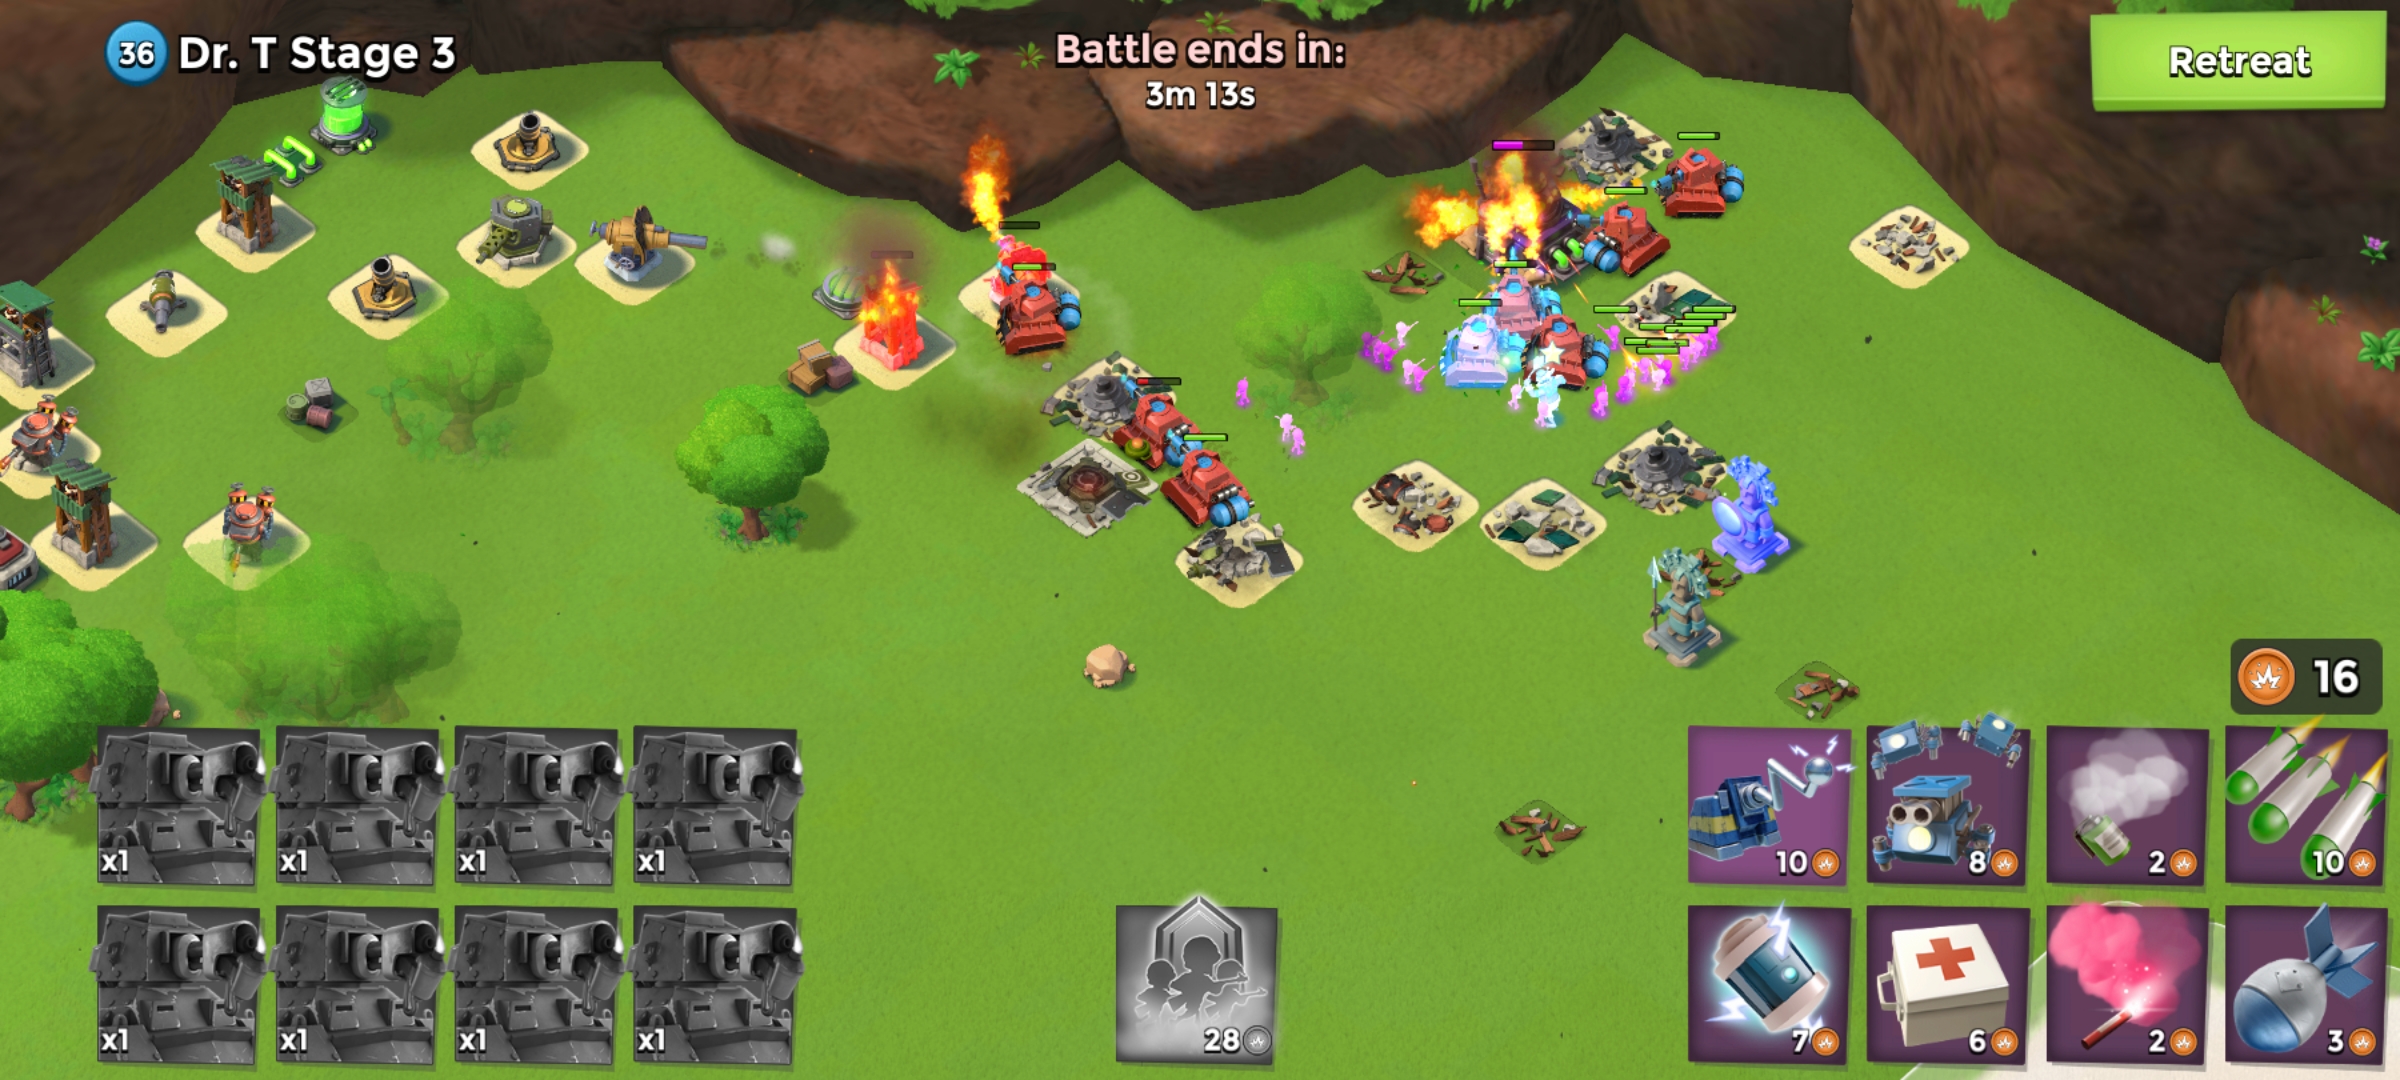 36 Dr. T Stage 3
Battle ends in:
3m 13s
Retreat
16
x1 x1 x1 x1
10 8 2 10
x1 x1 x1 x1
28
7 6 2 3